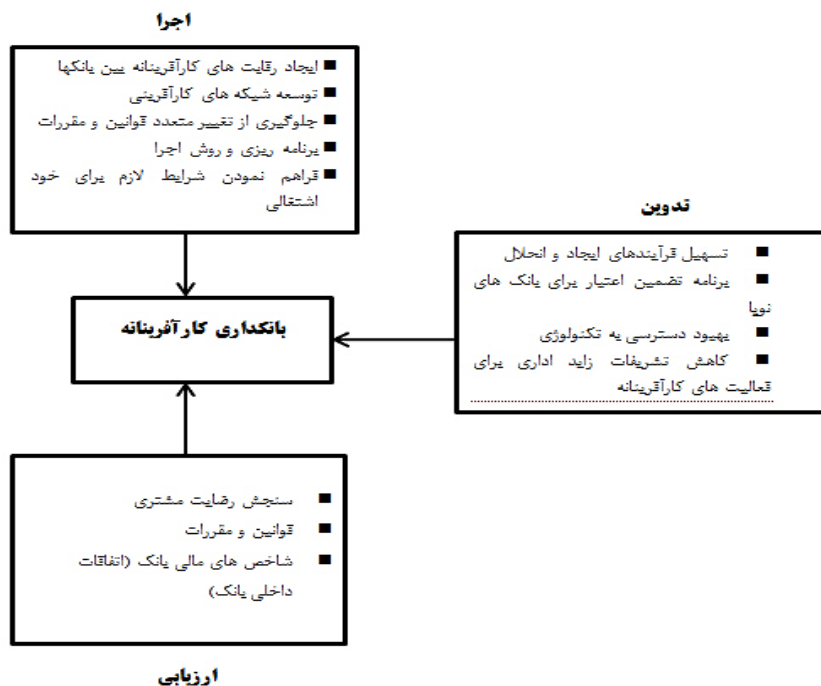 اجرا
■ ایجاد رقابت های کارآفرینانه بین بانکها
■ توسعه شبکه های کارآفرینی
■ جلوگیری از تغییر متعدد قوانین و مقررات
■ برنامه ریزی و روش اجرا
■ فراهم نمودن شرایط لازم برای خود
اشتغالی
تدوین
■ تسهیل فرآیندهای ایجاد و انحلال
■ برنامه تضمین اعتبار برای بانک های
نوپا
■ بهبود دسترسی به تکنولوژی
■ کاهش تشریفات زاید اداری برای
فعالیت های کارآفرینانه
بانکداری کارآفرینانه
■ سنجش رضایت مشتری
■ قوانین و مقررات
■ شاخص های مالی بانک (اتفاقات
داخلی بانک)
ارزیابی